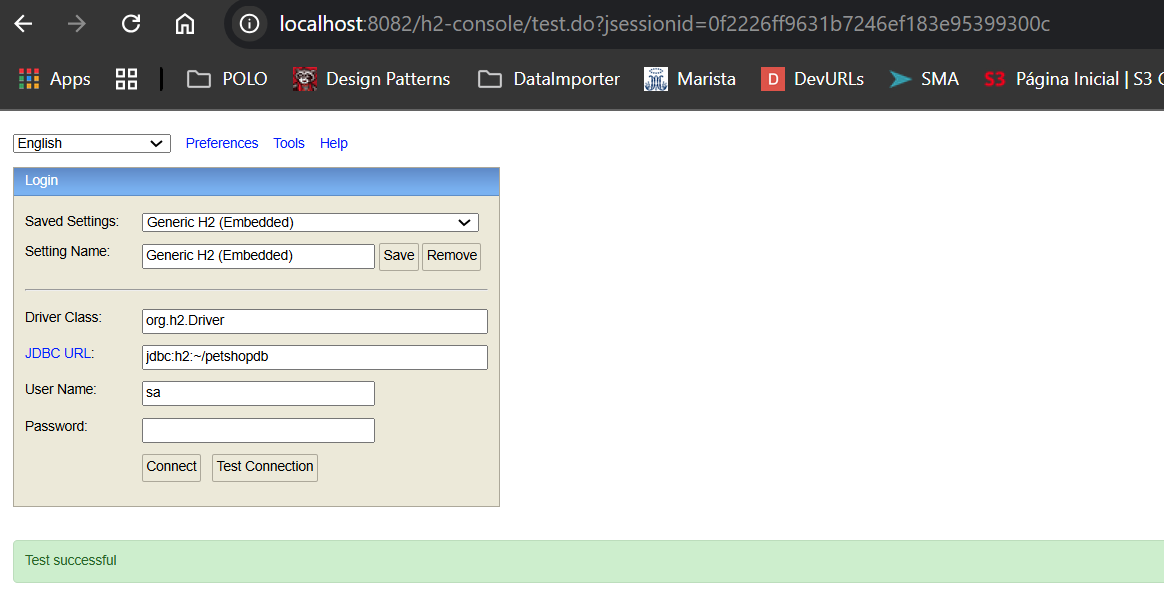 localhost:8082/h2-console/test.do?jsessionid=0f2226ff9631b7246ef183e95399300c
Apps POLO Design Patterns DataImporter Marista D DevURLs SMA S3 Página Inicial | S3
English Preferences Tools Help
Login
Saved Settings: Generic H2 (Embedded)
Setting Name: Generic H2 (Embedded) Save Remove
Driver Class: org.h2.Driver
JDBC URL: jdbc:h2:~/petshopdb
User Name: sa
Password:
Connect Test Connection
Test successful